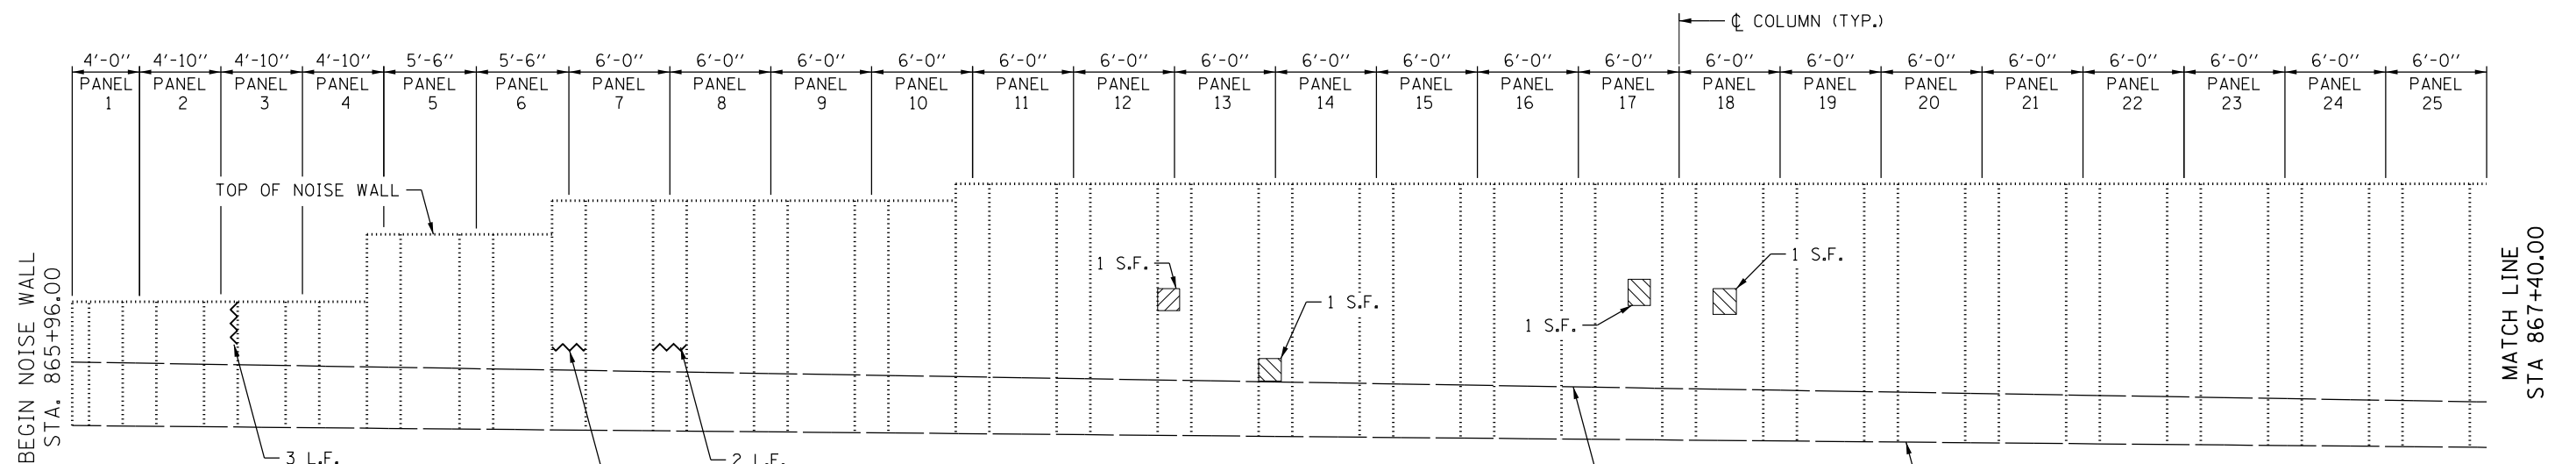 ℄ COLUMN (TYP.)
4'-0" 4'-10" 4'-10" 4'-10" 5'-6" 5'-6" 6'-0" 6'-0" 6'-0" 6'-0" 6'-0" 6'-0" 6'-0" 6'-0" 6'-0" 6'-0" 6'-0" 6'-0" 6'-0" 6'-0" 6'-0" 6'-0" 6'-0" 6'-0" 6'-0"
PANEL PANEL PANEL PANEL PANEL PANEL PANEL PANEL PANEL PANEL PANEL PANEL PANEL PANEL PANEL PANEL PANEL PANEL PANEL PANEL PANEL PANEL PANEL PANEL PANEL
1 2 3 4 5 6 7 8 9 10 11 12 13 14 15 16 17 18 19 20 21 22 23 24 25
TOP OF NOISE WALL
BEGIN NOISE WALL
STA. 865+96.00
1 S.F.
1 S.F.
1 S.F.
1 S.F.
MATCH LINE
STA 867+40.00
3 L.F.
2 L.F.